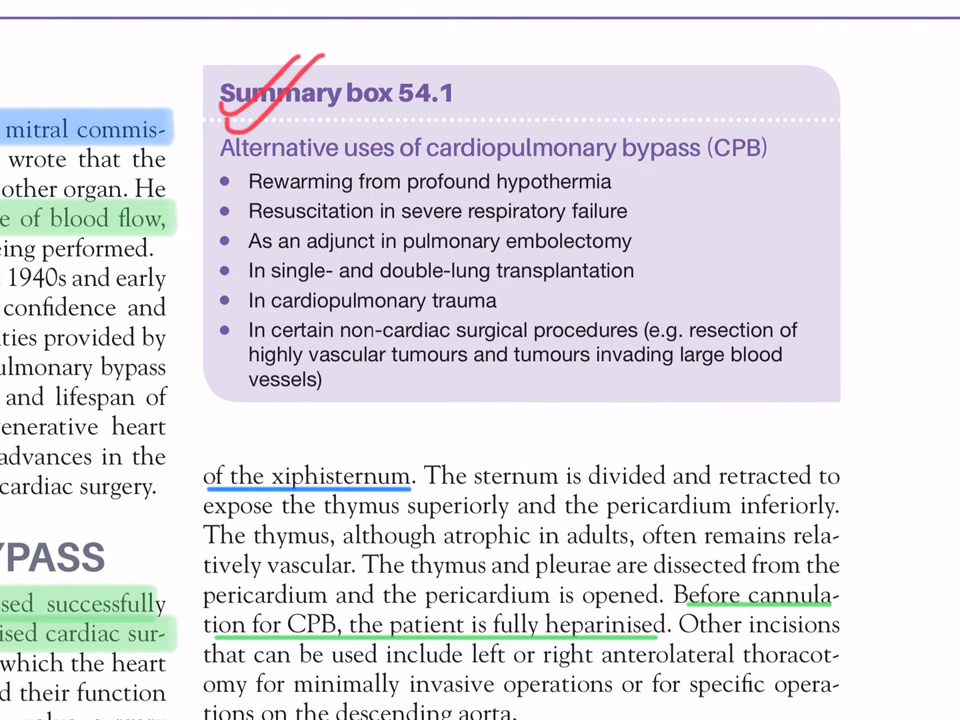 mitral commis-
wrote that the
other organ. He
e of blood flow,
eing performed.
1940s and early
confidence and
ties provided by
ulmonary bypass
and lifespan of
enerative heart
advances in the
cardiac surgery.
YPASS
sed successfully
ised cardiac sur-
which the heart
d their function
Summary box 54.1
Alternative uses of cardiopulmonary bypass (CPB)
• Rewarming from profound hypothermia
• Resuscitation in severe respiratory failure
• As an adjunct in pulmonary embolectomy
• In single- and double-lung transplantation
• In cardiopulmonary trauma
• In certain non-cardiac surgical procedures (e.g. resection of
highly vascular tumours and tumours invading large blood
vessels)
of the xiphisternum. The sternum is divided and retracted to
expose the thymus superiorly and the pericardium inferiorly.
The thymus, although atrophic in adults, often remains rela-
tively vascular. The thymus and pleurae are dissected from the
pericardium and the pericardium is opened. Before cannula-
tion for CPB, the patient is fully heparinised. Other incisions
that can be used include left or right anterolateral thoracot-
omy for minimally invasive operations or for specific opera-
tions on the descending aorta.